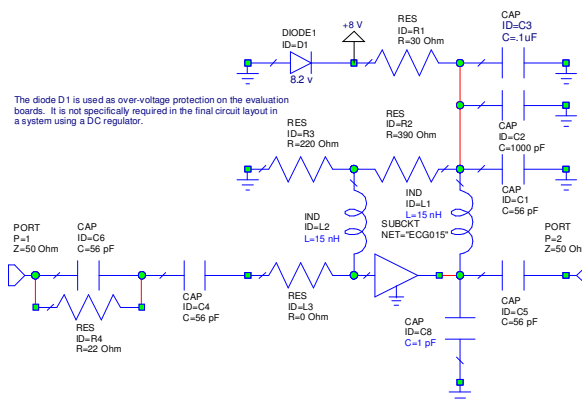 DIODE1
ID=D1
8.2 v
+8 V
RES
ID=R1
R=30 Ohm
CAP
ID=C3
C=.1uF
The diode D1 is used as over-voltage protection on the evaluation
boards. It is not specifically required in the final circuit layout in
a system using a DC regulator.
RES
ID=R3
R=220 Ohm
RES
ID=R2
R=390 Ohm
CAP
ID=C2
C=1000 pF
CAP
ID=C1
C=56 pF
IND
ID=L2
L=15 nH
IND
ID=L1
L=15 nH
SUBCKT
NET="ECG015"
PORT
P=1
Z=50 Ohm
CAP
ID=C6
C=56 pF
RES
ID=R4
R=22 Ohm
CAP
ID=C4
C=56 pF
RES
ID=L3
R=0 Ohm
CAP
ID=C8
C=1 pF
CAP
ID=C5
C=56 pF
PORT
P=2
Z=50 Oh